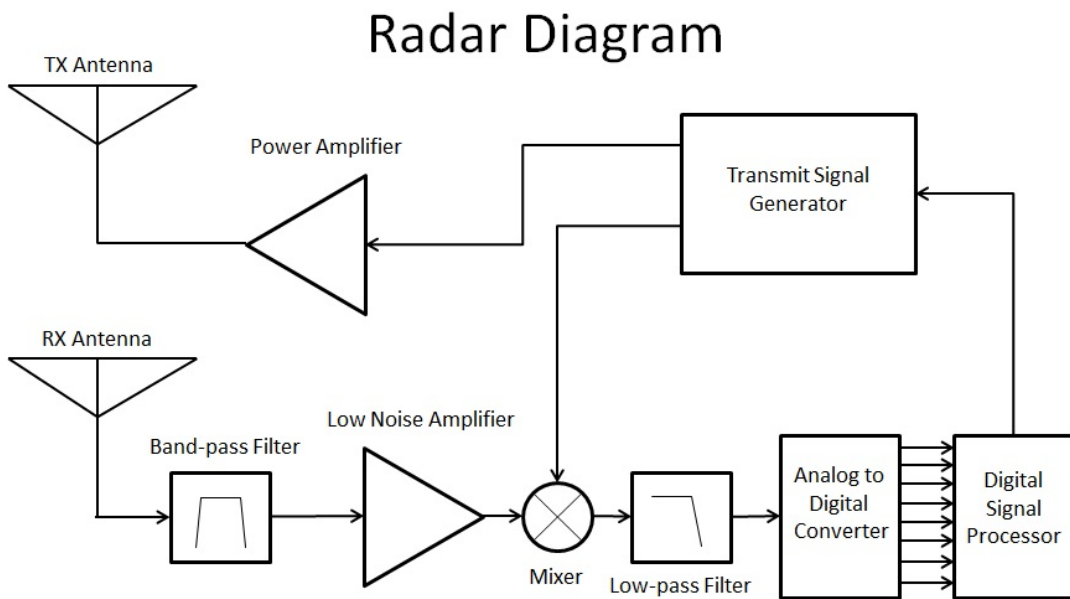 Radar Diagram
TX Antenna
Power Amplifier
Transmit Signal
Generator
RX Antenna
Low Noise Amplifier
Band-pass Filter
Mixer
Low-pass Filter
Analog to
Digital
Converter
Digital
Signal
Processor